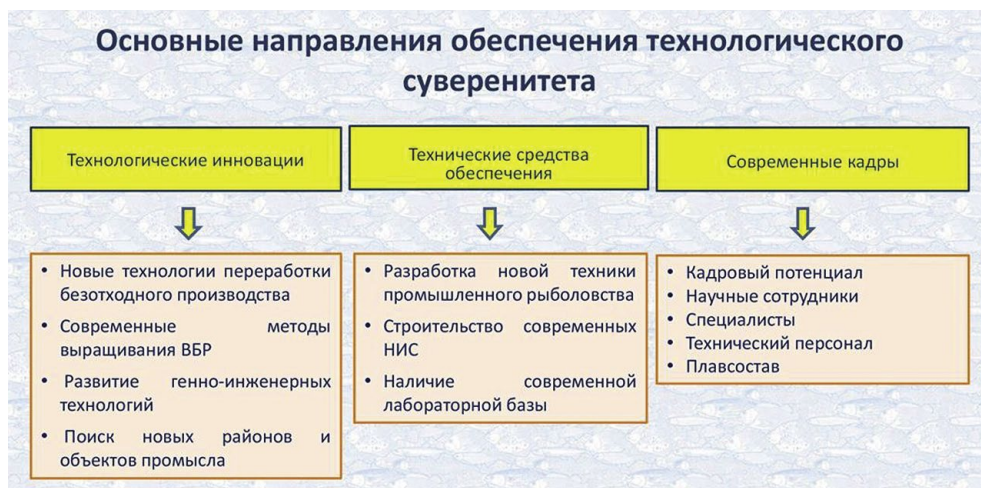 Основные направления обеспечения технологического
суверенитета
Технологические инновации
• Новые технологии переработки
безотходного производства
• Современные методы
выращивания ВБР
• Развитие генно-инженерных
технологий
• Поиск новых районов и
объектов промысла
Технические средства
обеспечения
• Разработка новой техники
промышленного рыболовства
• Строительство современных
НИС
• Наличие современной
лабораторной базы
Современные кадры
• Кадровый потенциал
• Научные сотрудники
• Специалисты
• Технический персонал
• Плавсостав